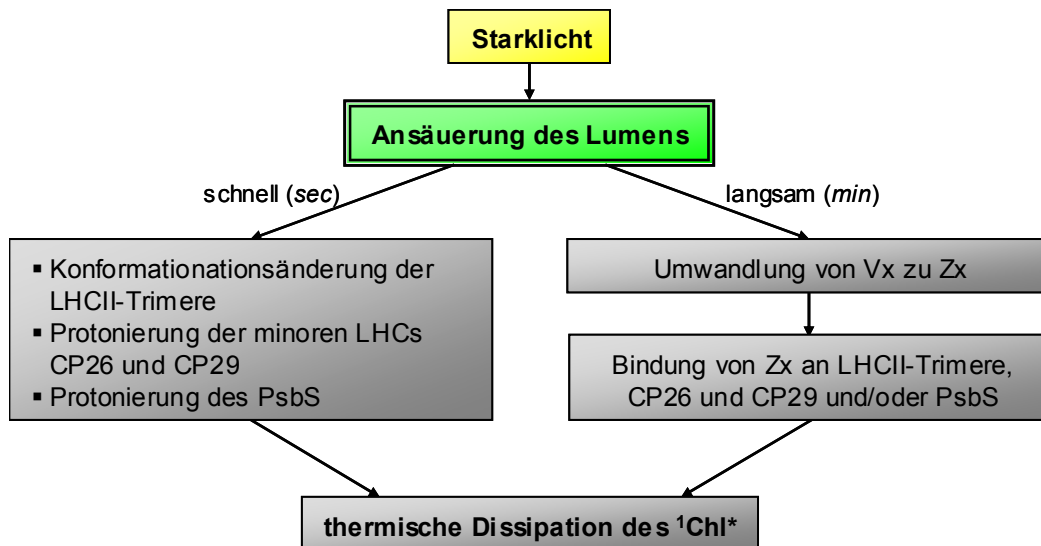 Starklicht
Ansäuerung des Lumens
schnell (sec)
langsam (min)
▪ Konformationationsänderung der
LHCII-Trimere
▪ Protonierung der minoren LHCs
CP26 und CP29
▪ Protonierung des PsbS
Umwandlung von Vx zu Zx
Bindung von Zx an LHCII-Trimere,
CP26 und CP29 und/oder PsbS
thermische Dissipation des ¹Chl*